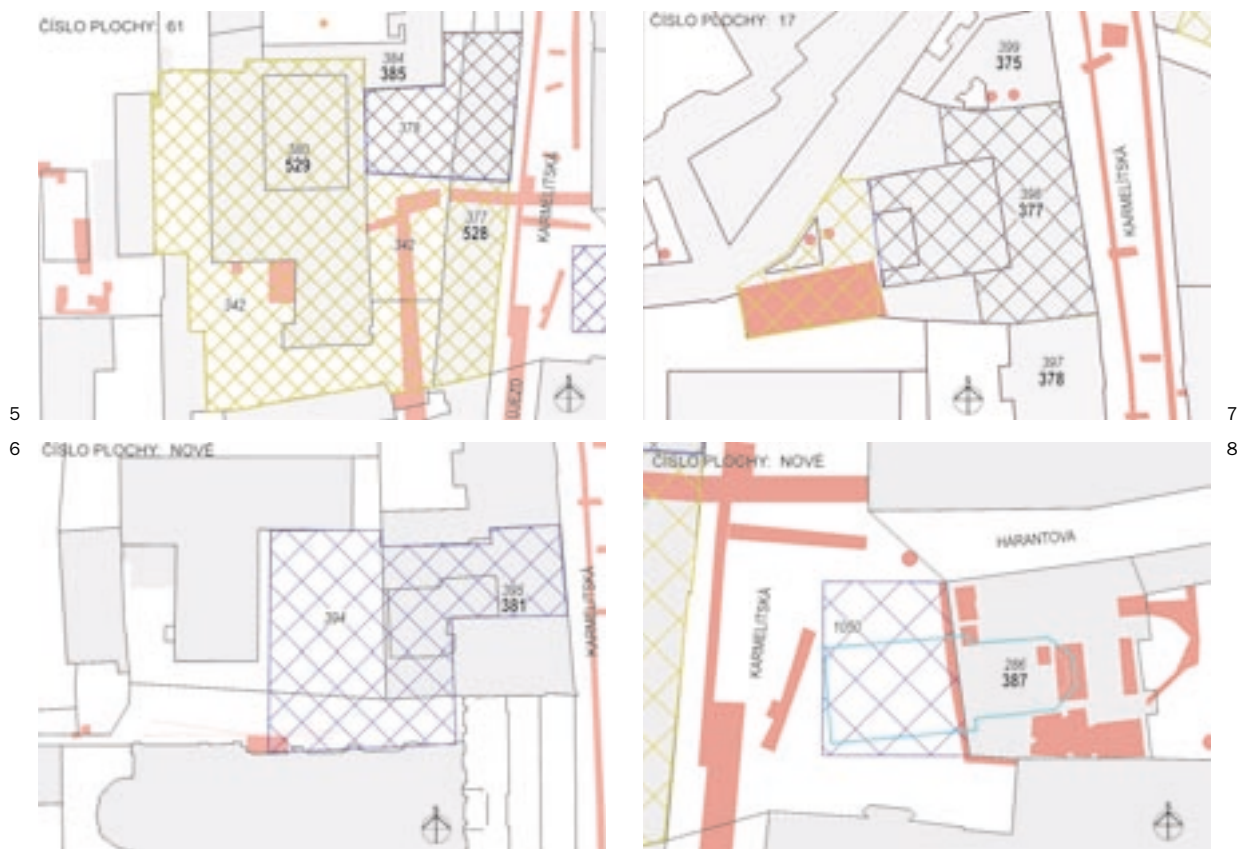 5
ČÍSLO PLOCHY: 61
384
385
378
529
377
528
342
342
KARMELITSKÁ
ÚJEZD
7
ČÍSLO PLOCHY: 17
399
375
398
377
397
378
KARMELITSKÁ
6
ČÍSLO PLOCHY: NOVÉ
394
395
381
KARMELITSKÁ
8
ČÍSLO PLOCHY: NOVÉ
HARANTOVA
KARMELITSKÁ
1050
286
387